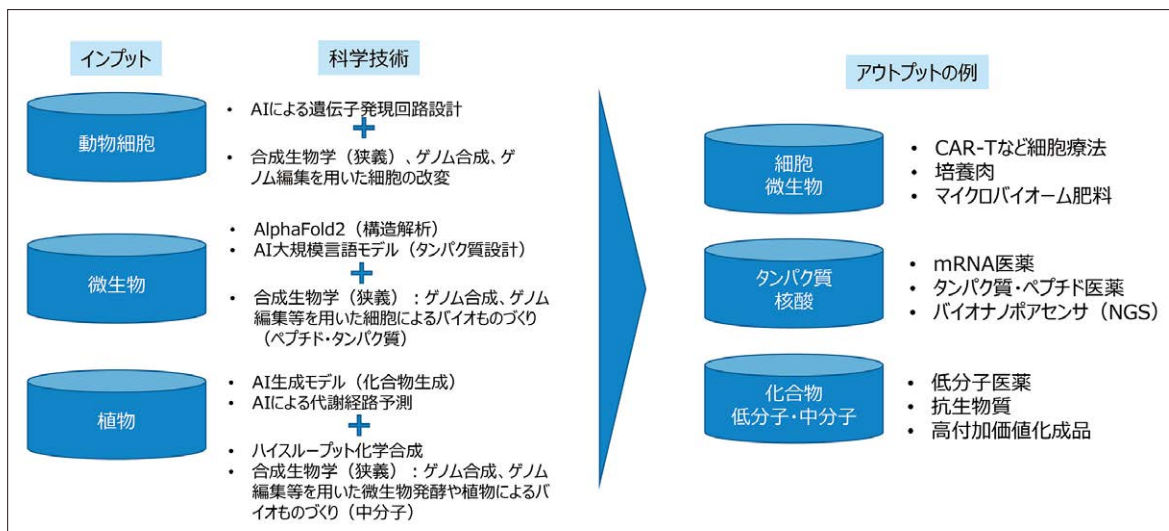 インプット
科学技術
アウトプットの例
動物細胞
• AIによる遺伝子発現回路設計
+
• 合成生物学（狭義）、ゲノム合成、ゲ
ノム編集を用いた細胞の改変
微生物
• AlphaFold2（構造解析）
• AI大規模言語モデル（タンパク質設計）
+
• 合成生物学（狭義）：ゲノム合成、ゲノム
編集等を用いた細胞によるバイオものづくり
（ペプチド・タンパク質）
植物
• AI生成モデル（化合物生成）
• AIによる代謝経路予測
+
• ハイスループット化学合成
• 合成生物学（狭義）：ゲノム合成、ゲノム
編集等を用いた微生物発酵や植物によるバ
イオものづくり（中分子）
細胞
微生物
• CAR-Tなど細胞療法
• 培養肉
• マイクロバイオーム肥料
タンパク質
核酸
• mRNA医薬
• タンパク質・ペプチド医薬
• バイオナノポアセンサ（NGS）
化合物
低分子・中分子
• 低分子医薬
• 抗生物質
• 高付加価値化成品